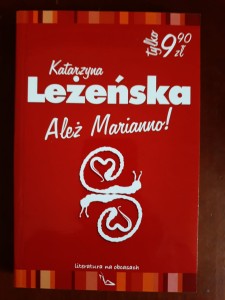 tylko 9 90 zł
Katarzyna
Leżeńska
Ależ Marianno!
literatura na obcasach